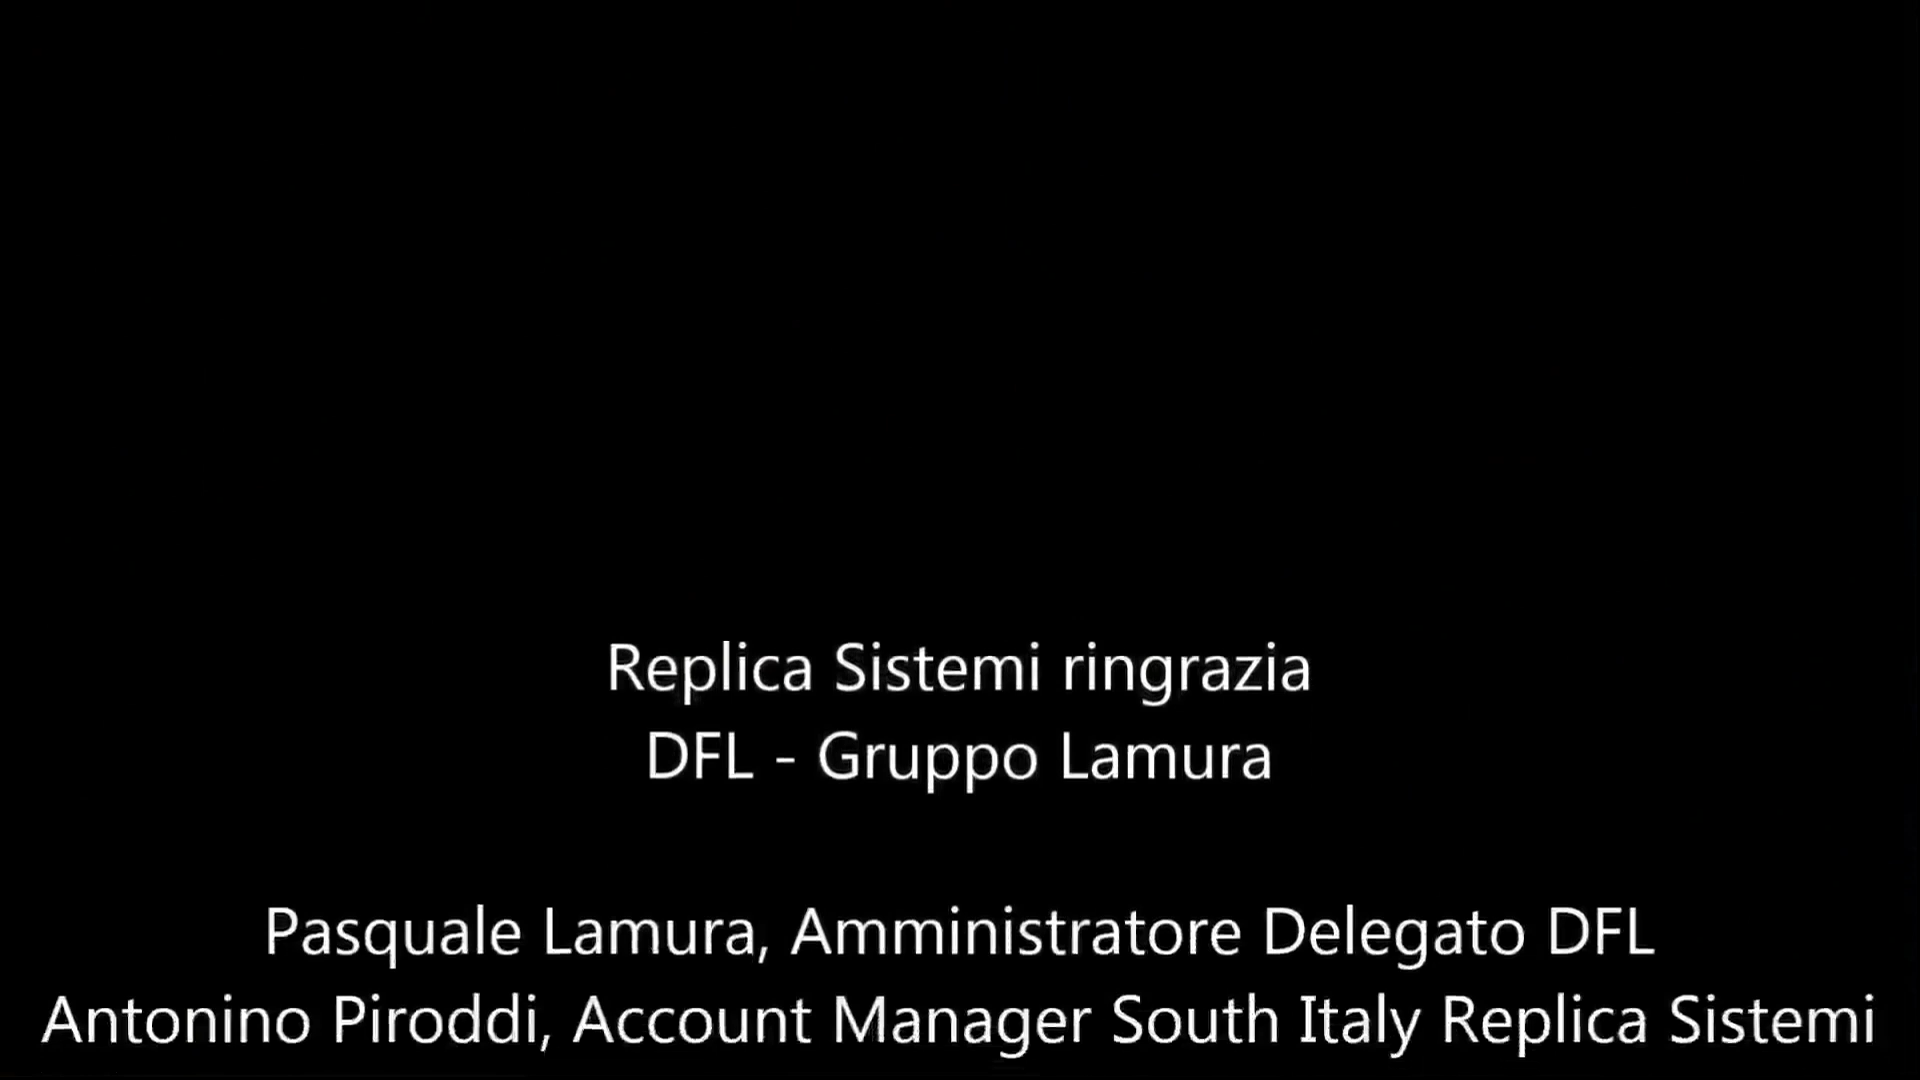 Replica Sistemi ringrazia
DFL - Gruppo Lamura
Pasquale Lamura, Amministratore Delegato DFL
Antonino Piroddi, Account Manager South Italy Replica Sistemi